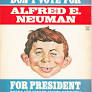 DON'T VOTE FOR
ALFRED E.
NEUMAN
FOR PRESIDENT